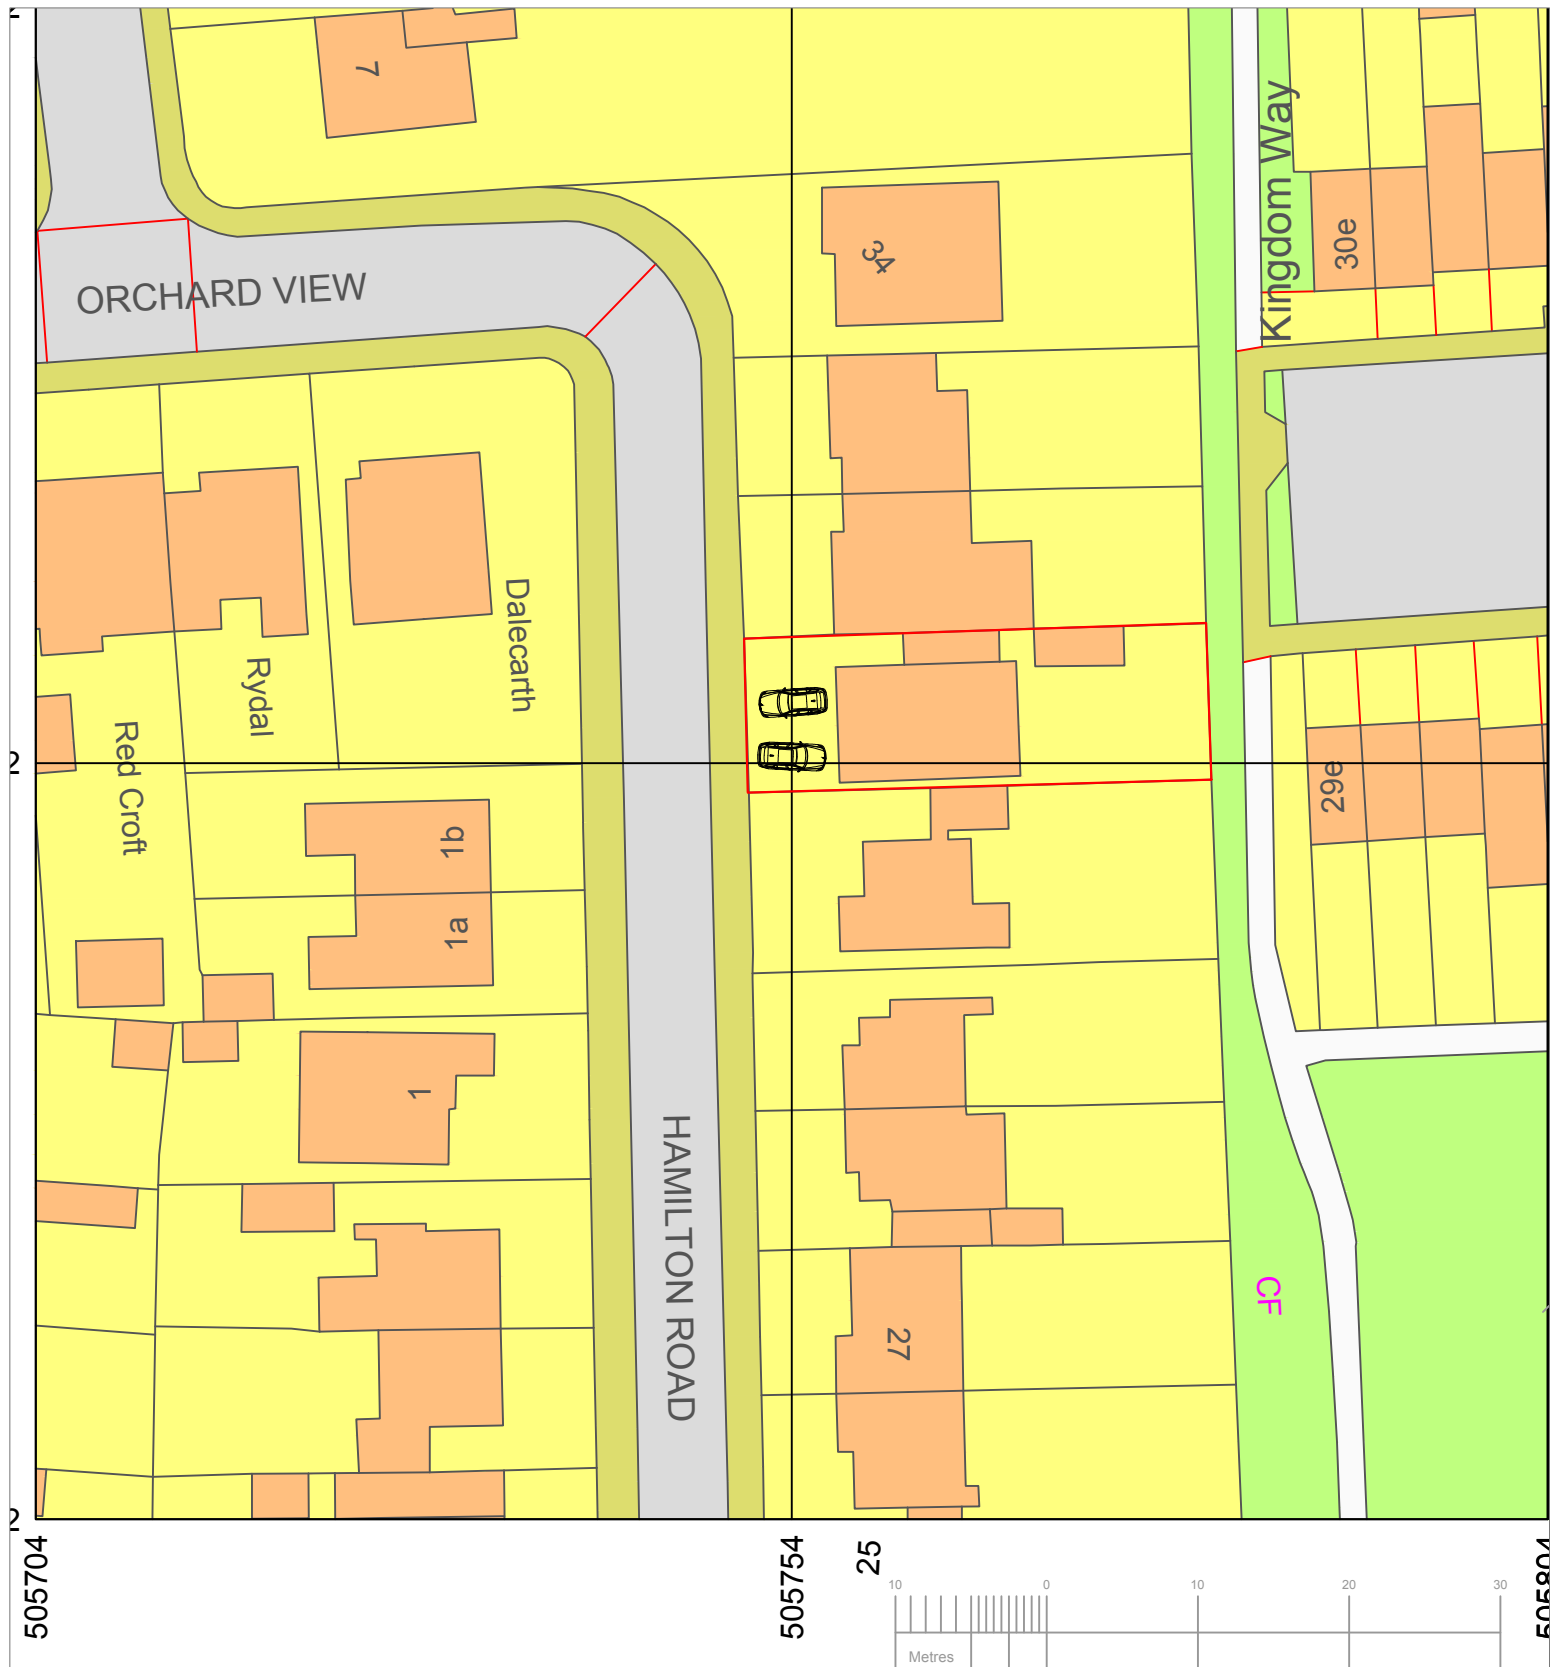 7
Kingdom Way
34
30e
ORCHARD VIEW
Dalecarth
Rydal
Red Croft
29e
1b
1a
1
HAMILTON ROAD
CF
27
505704
505754
25
10 0 10 20 30
Metres